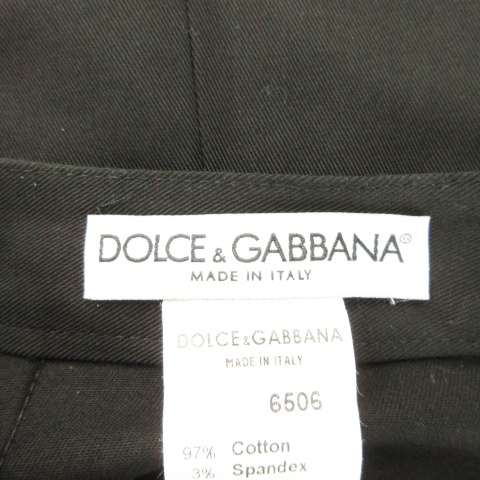 DOLCE & GABBANA®
MADE IN ITALY
DOLCE & GABBANA
MADE IN ITALY
6506
97% Cotton
3% Spandex